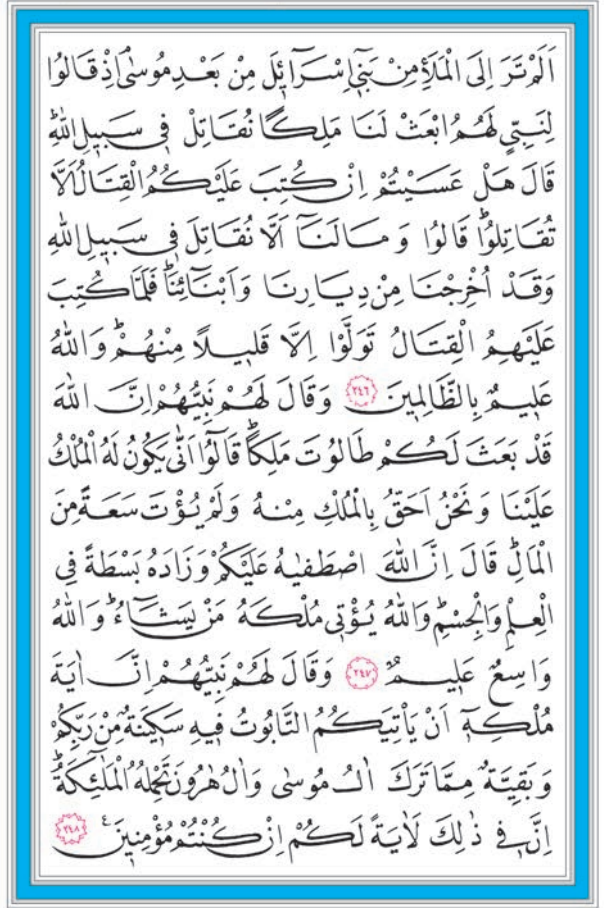 اَلَمْ تَرَ اِلَى الْمَلَاِ مِنْ بَنٖٓي اِسْرَٓائٖلَ مِنْ بَعْدِ مُوسٰىۢ اِذْ قَالُوا
لِنَبِيٍّ لَهُمُ ابْعَثْ لَنَا مَلِكًا نُقَاتِلْ فٖي سَبٖيلِ اللّٰهِؕ
قَالَ هَلْ عَسَيْتُمْ اِنْ كُتِبَ عَلَيْكُمُ الْقِتَالُ اَلَّا
تُقَاتِلُواؕ قَالُوا وَمَا لَنَٓا اَلَّا نُقَاتِلَ فٖي سَبٖيلِ اللّٰهِ
وَقَدْ اُخْرِجْنَا مِنْ دِيَارِنَا وَاَبْنَٓائِنَاؕ فَلَمَّا كُتِبَ
عَلَيْهِمُ الْقِتَالُ تَوَلَّوْا اِلَّا قَلٖيلًا مِنْهُمْؕ وَاللّٰهُ
عَلٖيمٌ بِالظَّالِمٖينَ ﴿٢٤٦﴾ وَقَالَ لَهُمْ نَبِيُّهُمْ اِنَّ اللّٰهَ
قَدْ بَعَثَ لَكُمْ طَالُوتَ مَلِكًاؕ قَالُٓوا اَنّٰى يَكُونُ لَهُ الْمُلْكُ
عَلَيْنَا وَنَحْنُ اَحَقُّ بِالْمُلْكِ مِنْهُ وَلَمْ يُؤْتَ سَعَةً مِنَ
الْمَالِؕ قَالَ اِنَّ اللّٰهَ اصْطَفٰيهُ عَلَيْكُمْ وَزَادَهُ بَسْطَةً فِي
الْعِلْمِ وَالْجِسْمِؕ وَاللّٰهُ يُؤْتٖي مُلْكَهُ مَنْ يَشَٓاءُؕ وَاللّٰهُ
وَاسِعٌ عَلٖيمٌ ﴿٢٤٧﴾ وَقَالَ لَهُمْ نَبِيُّهُمْ اِنَّ اٰيَةَ
مُلْكِهٖٓ اَنْ يَأْتِيَكُمُ التَّابُوتُ فٖيهِ سَكٖينَةٌ مِنْ رَبِّكُمْ
وَبَقِيَّةٌ مِمَّا تَرَكَ اٰلُ مُوسٰى وَاٰلُ هٰرُونَ تَحْمِلُهُ الْمَلٰٓئِكَةُؕ
اِنَّ فٖي ذٰلِكَ لَاٰيَةً لَكُمْ اِنْ كُنْتُمْ مُؤْمِنٖينَ ۟ع ﴿٢٤٨﴾